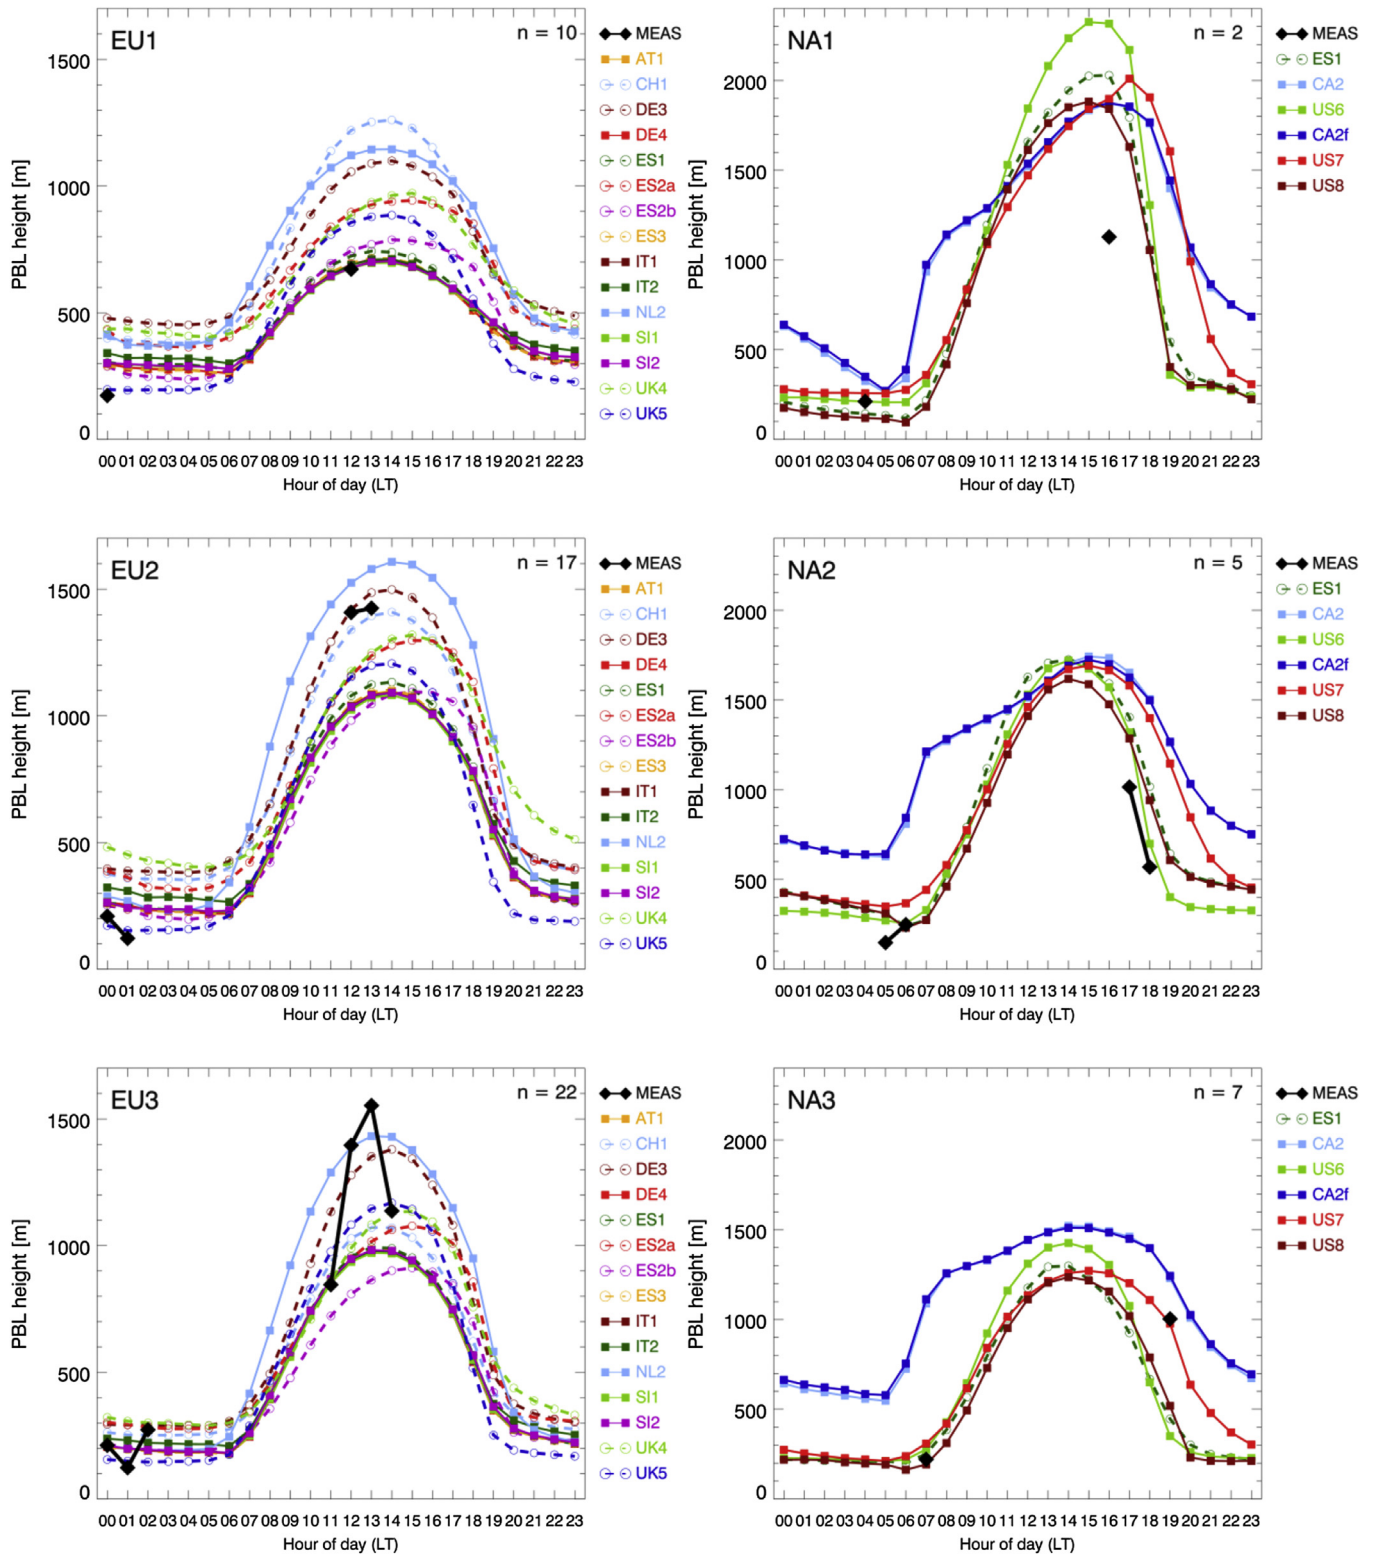 EU1
n = 10
PBL height [m]
1500
1000
500
0
00 01 02 03 04 05 06 07 08 09 10 11 12 13 14 15 16 17 18 19 20 21 22 23
Hour of day (LT)
MEAS
AT1
CH1
DE3
DE4
ES1
ES2a
ES2b
ES3
IT1
IT2
NL2
SI1
SI2
UK4
UK5
NA1
n = 2
PBL height [m]
2000
1500
1000
500
0
00 01 02 03 04 05 06 07 08 09 10 11 12 13 14 15 16 17 18 19 20 21 22 23
Hour of day (LT)
MEAS
ES1
CA2
US6
CA2f
US7
US8
EU2
n = 17
PBL height [m]
1500
1000
500
0
00 01 02 03 04 05 06 07 08 09 10 11 12 13 14 15 16 17 18 19 20 21 22 23
Hour of day (LT)
MEAS
AT1
CH1
DE3
DE4
ES1
ES2a
ES2b
ES3
IT1
IT2
NL2
SI1
SI2
UK4
UK5
NA2
n = 5
PBL height [m]
2000
1500
1000
500
0
00 01 02 03 04 05 06 07 08 09 10 11 12 13 14 15 16 17 18 19 20 21 22 23
Hour of day (LT)
MEAS
ES1
CA2
US6
CA2f
US7
US8
EU3
n = 22
PBL height [m]
1500
1000
500
0
00 01 02 03 04 05 06 07 08 09 10 11 12 13 14 15 16 17 18 19 20 21 22 23
Hour of day (LT)
MEAS
AT1
CH1
DE3
DE4
ES1
ES2a
ES2b
ES3
IT1
IT2
NL2
SI1
SI2
UK4
UK5
NA3
n = 7
PBL height [m]
2000
1500
1000
500
0
00 01 02 03 04 05 06 07 08 09 10 11 12 13 14 15 16 17 18 19 20 21 22 23
Hour of day (LT)
MEAS
ES1
CA2
US6
CA2f
US7
US8